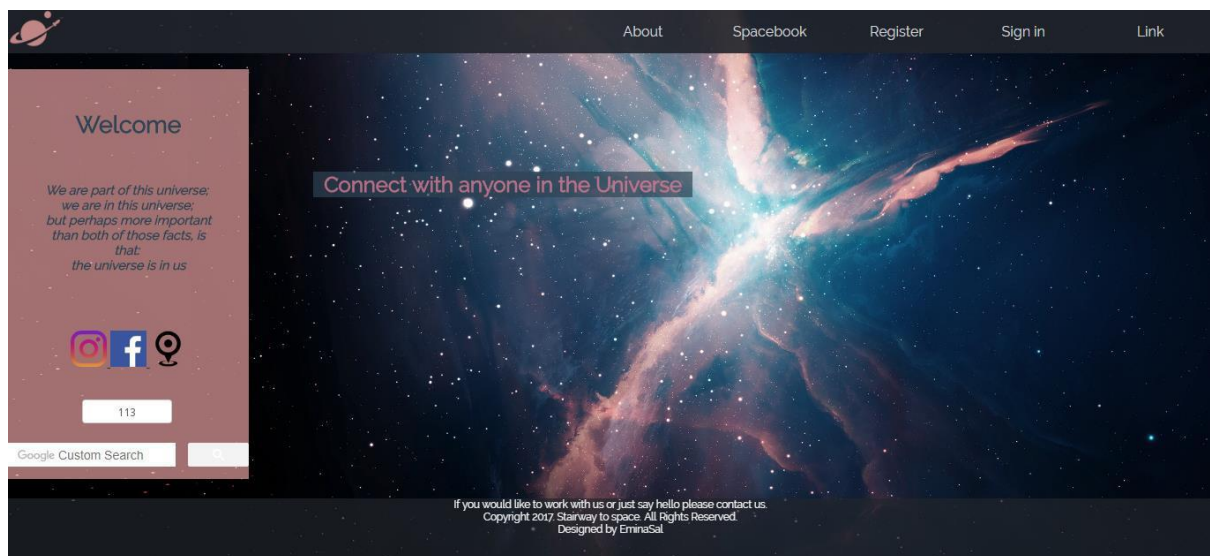 About
Spacebook
Register
Sign in
Link
Welcome
We are part of this universe;
we are in this universe;
but perhaps more important
than both of those facts, is
that:
the universe is in us
Connect with anyone in the Universe
113
Google Custom Search
If you would like to work with us or just say hello please contact us.
Copyright 2017. Stairway to space. All Rights Reserved.
Designed by EminaSal